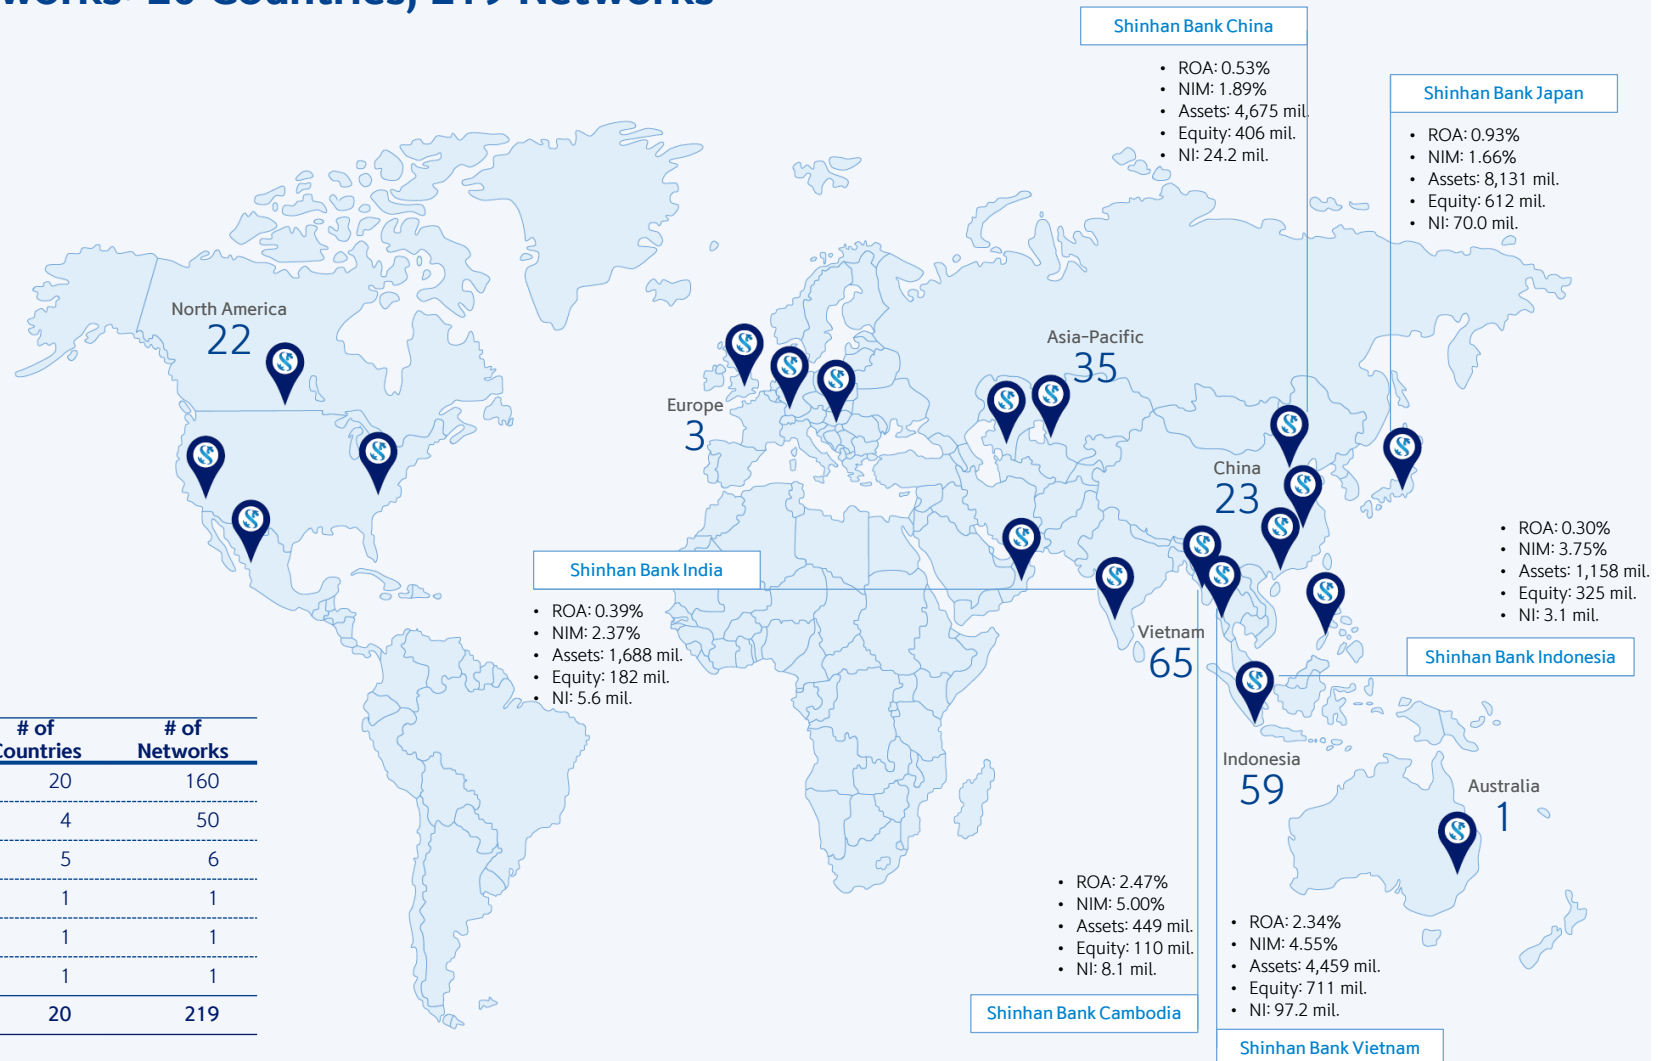 20 Countries, 219 Networks
Shinhan Bank China
• ROA: 0.53%
• NIM: 1.89%
• Assets: 4,675 mil.
• Equity: 406 mil.
• NI: 24.2 mil.
Shinhan Bank Japan
• ROA: 0.93%
• NIM: 1.66%
• Assets: 8,131 mil.
• Equity: 612 mil.
• NI: 70.0 mil.
North America
22
Europe
3
Asia-Pacific
35
China
23
Shinhan Bank India
• ROA: 0.39%
• NIM: 2.37%
• Assets: 1,688 mil.
• Equity: 182 mil.
• NI: 5.6 mil.
• ROA: 0.30%
• NIM: 3.75%
• Assets: 1,158 mil.
• Equity: 325 mil.
• NI: 3.1 mil.
Shinhan Bank Indonesia
Vietnam
65
Indonesia
59
Australia
1
# of # of
Countries Networks
20 160
4 50
5 6
1 1
1 1
1 1
20 219
• ROA: 2.47%
• NIM: 5.00%
• Assets: 449 mil.
• Equity: 110 mil.
• NI: 8.1 mil.
Shinhan Bank Cambodia
• ROA: 2.34%
• NIM: 4.55%
• Assets: 4,459 mil.
• Equity: 711 mil.
• NI: 97.2 mil.
Shinhan Bank Vietnam